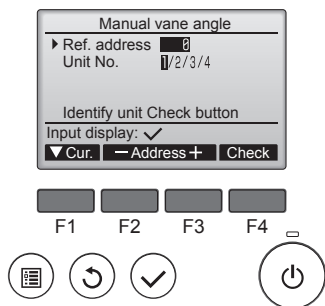 Manual vane angle
Ref. address 0
Unit No. 1/2/3/4
Identify unit Check button
Input display: ✓
▼ Cur. − Address + Check
F1 F2 F3 F4